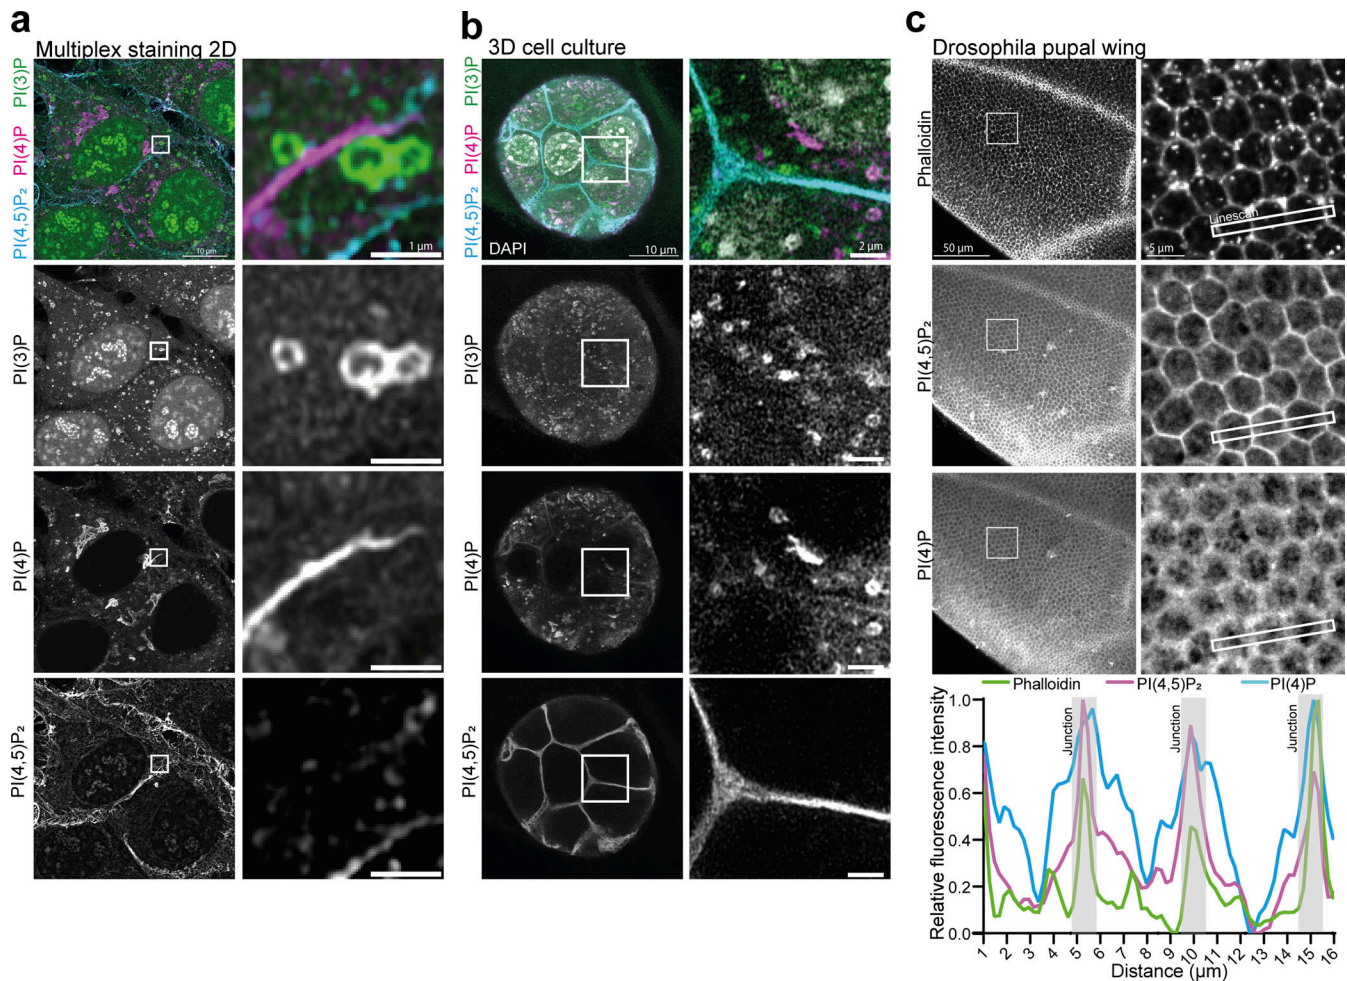 a
Multiplex staining 2D
PI(3)P
PI(4)P
PI(4,5)P₂
10 µm
1 µm
PI(3)P
PI(4)P
PI(4,5)P₂
b
3D cell culture
PI(3)P
PI(4)P
PI(4,5)P₂
DAPI
10 µm
2 µm
PI(3)P
PI(4)P
PI(4,5)P₂
c
Drosophila pupal wing
Phalloidin
50 µm
Linescan
5 µm
PI(4,5)P₂
PI(4)P
Phalloidin PI(4,5)P₂ PI(4)P
Relative fluorescence intensity
1.0
0.8
0.6
0.4
0.2
0.0
Junction
Junction
Junction
1 2 3 4 5 6 7 8 9 10 11 12 13 14 15 16
Distance (µm)